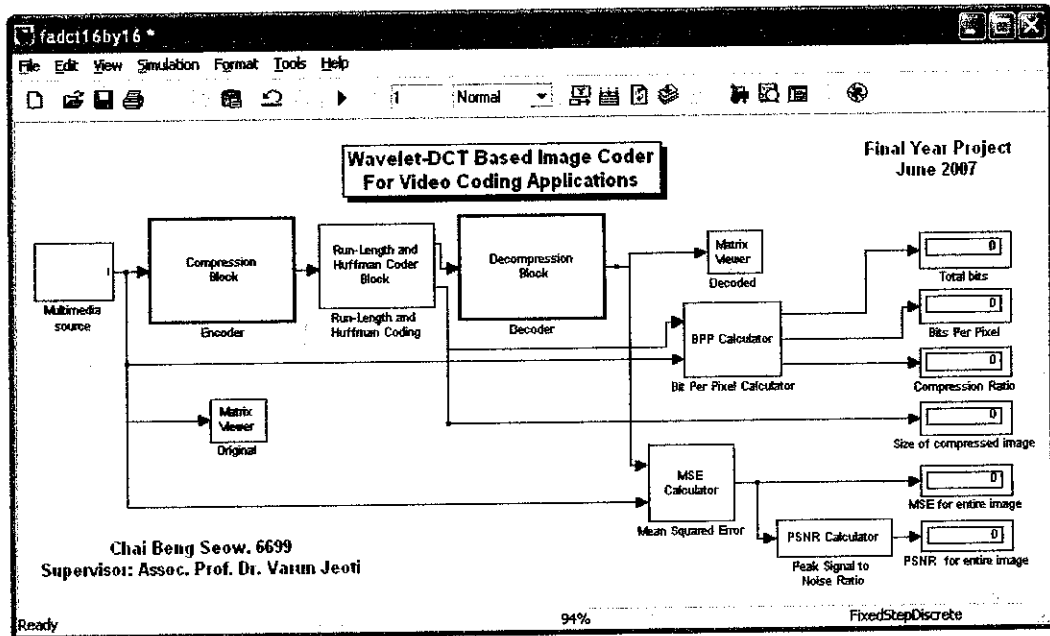 fadct16by16 *
File Edit View Simulation Format Tools Help
1 Normal
Wavelet-DCT Based Image Coder
For Video Coding Applications
Final Year Project
June 2007
Multimedia
source
Compression
Block
Encoder
Run-Length and
Huffman Coder
Block
Run-Length and
Huffman Coding
Decompression
Block
Decoder
Matrix
Viewer
Decoded
0
Total bits
BPP Calculator
Bit Per Pixel Calculator
0
Bits Per Pixel
0
Compression Ratio
Matrix
Viewer
Original
0
Size of compressed image
MSE
Calculator
Mean Squared Error
0
MSE for entire image
PSNR Calculator
Peak Signal to
Noise Ratio
0
PSNR for entire image
Chai Beng Seow. 6699
Supervisor: Assoc. Prof. Dr. Varun Jeoti
Ready 94% FixedStepDiscrete